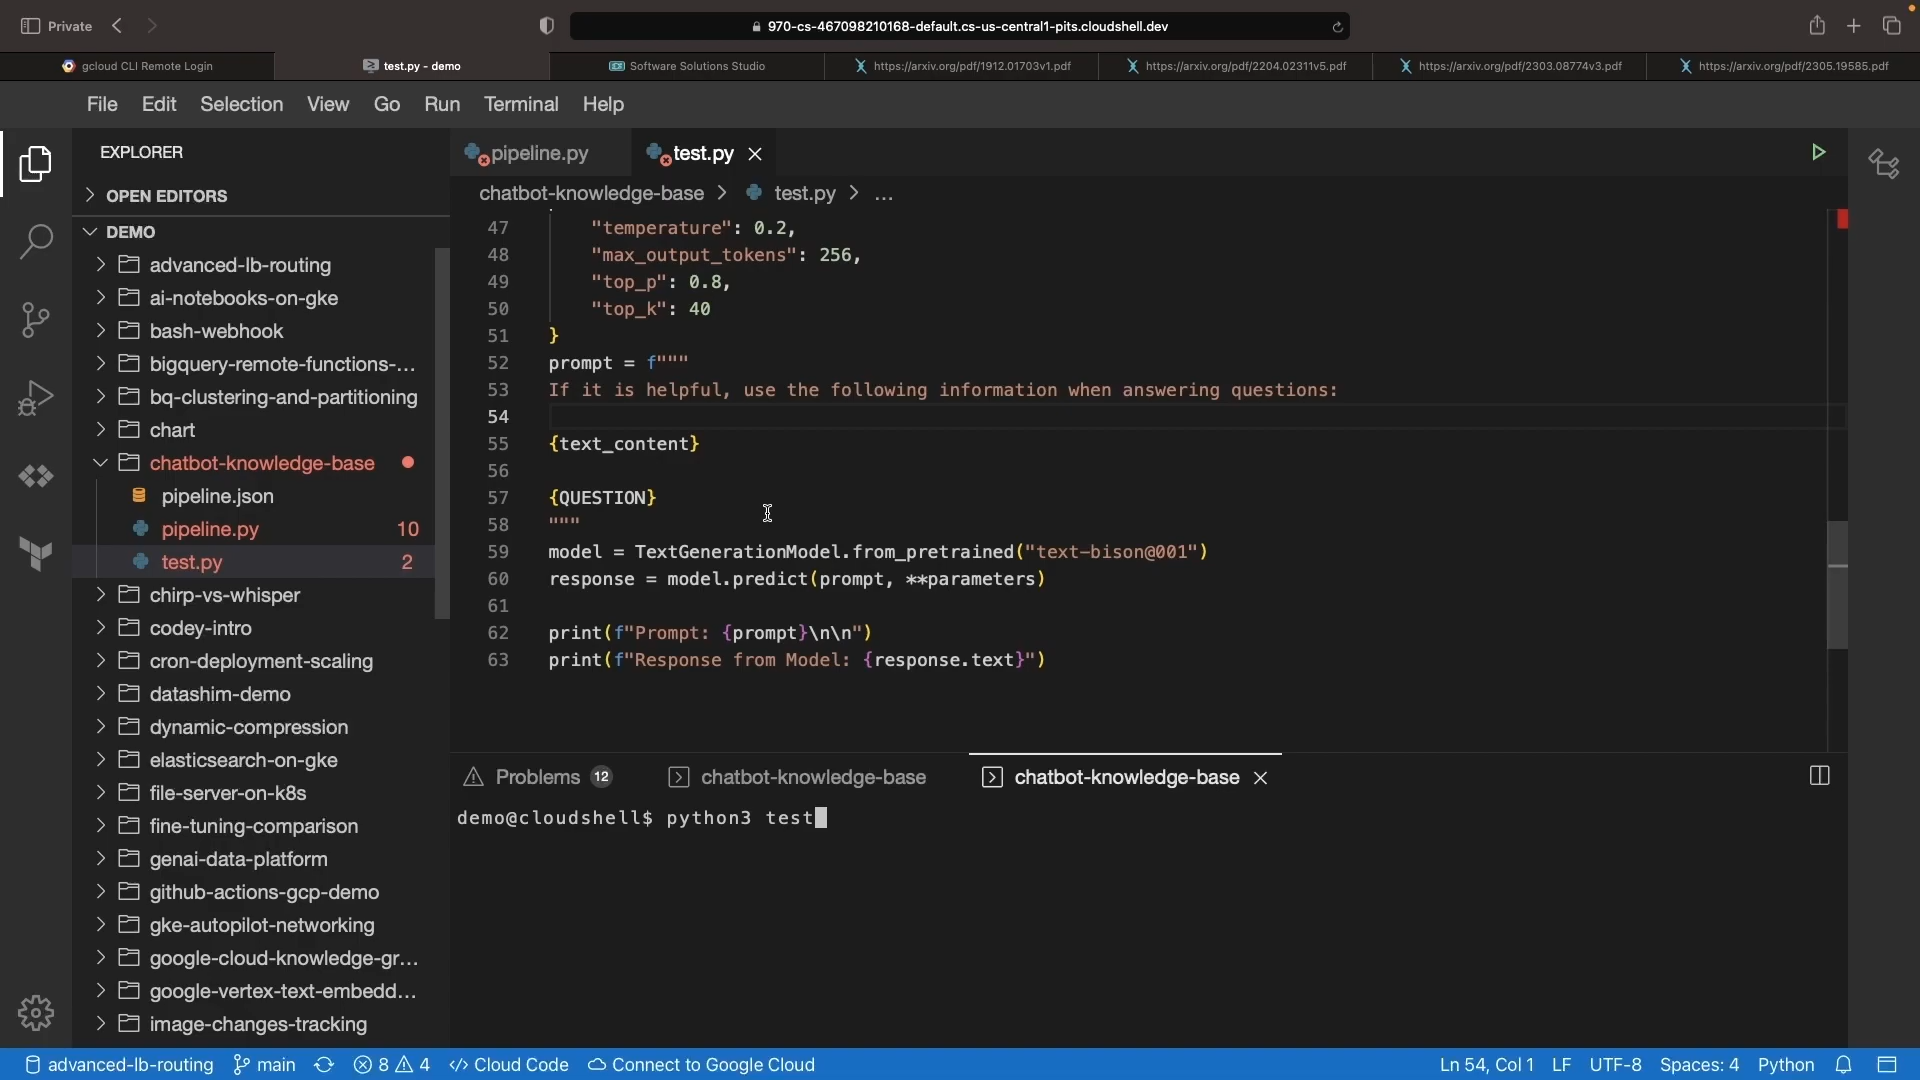 Private
970-cs-467098210168-default.cs-us-central1-pits.cloudshell.dev
gcloud CLI Remote Login
test.py - demo
Software Solutions Studio
https://arxiv.org/pdf/1912.01703v1.pdf
https://arxiv.org/pdf/2204.02311v5.pdf
https://arxiv.org/pdf/2303.08774v3.pdf
https://arxiv.org/pdf/2305.19585.pdf
File Edit Selection View Go Run Terminal Help
EXPLORER
OPEN EDITORS
DEMO
advanced-lb-routing
ai-notebooks-on-gke
bash-webhook
bigquery-remote-functions-...
bq-clustering-and-partitioning
chart
chatbot-knowledge-base
pipeline.json
pipeline.py 10
test.py 2
chirp-vs-whisper
codey-intro
cron-deployment-scaling
datashim-demo
dynamic-compression
elasticsearch-on-gke
file-server-on-k8s
fine-tuning-comparison
genai-data-platform
github-actions-gcp-demo
gke-autopilot-networking
google-cloud-knowledge-gr...
google-vertex-text-embedd...
image-changes-tracking
pipeline.py
test.py
chatbot-knowledge-base > test.py > ...
47 "temperature": 0.2,
48 "max_output_tokens": 256,
49 "top_p": 0.8,
50 "top_k": 40
51 }
52 prompt = f"""
53 If it is helpful, use the following information when answering questions:
54
55 {text_content}
56
57 {QUESTION}
58 """
59 model = TextGenerationModel.from_pretrained("text-bison@001")
60 response = model.predict(prompt, **parameters)
61
62 print(f"Prompt: {prompt}\n\n")
63 print(f"Response from Model: {response.text}")
Problems 12
chatbot-knowledge-base
chatbot-knowledge-base
demo@cloudshell$ python3 test
advanced-lb-routing main 8 4 Cloud Code Connect to Google Cloud
Ln 54, Col 1 LF UTF-8 Spaces: 4 Python